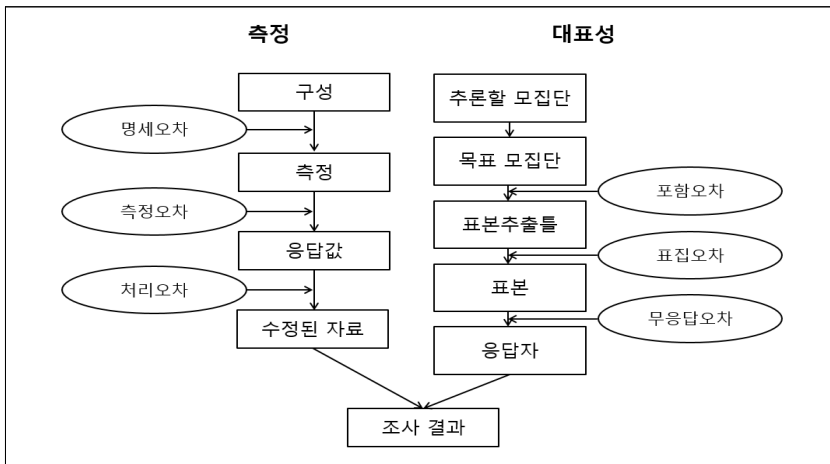 측정
대표성
구성
추론할 모집단
명세오차
목표 모집단
측정
포함오차
측정오차
표본추출틀
응답값
표집오차
처리오차
표본
수정된 자료
무응답오차
응답자
조사 결과